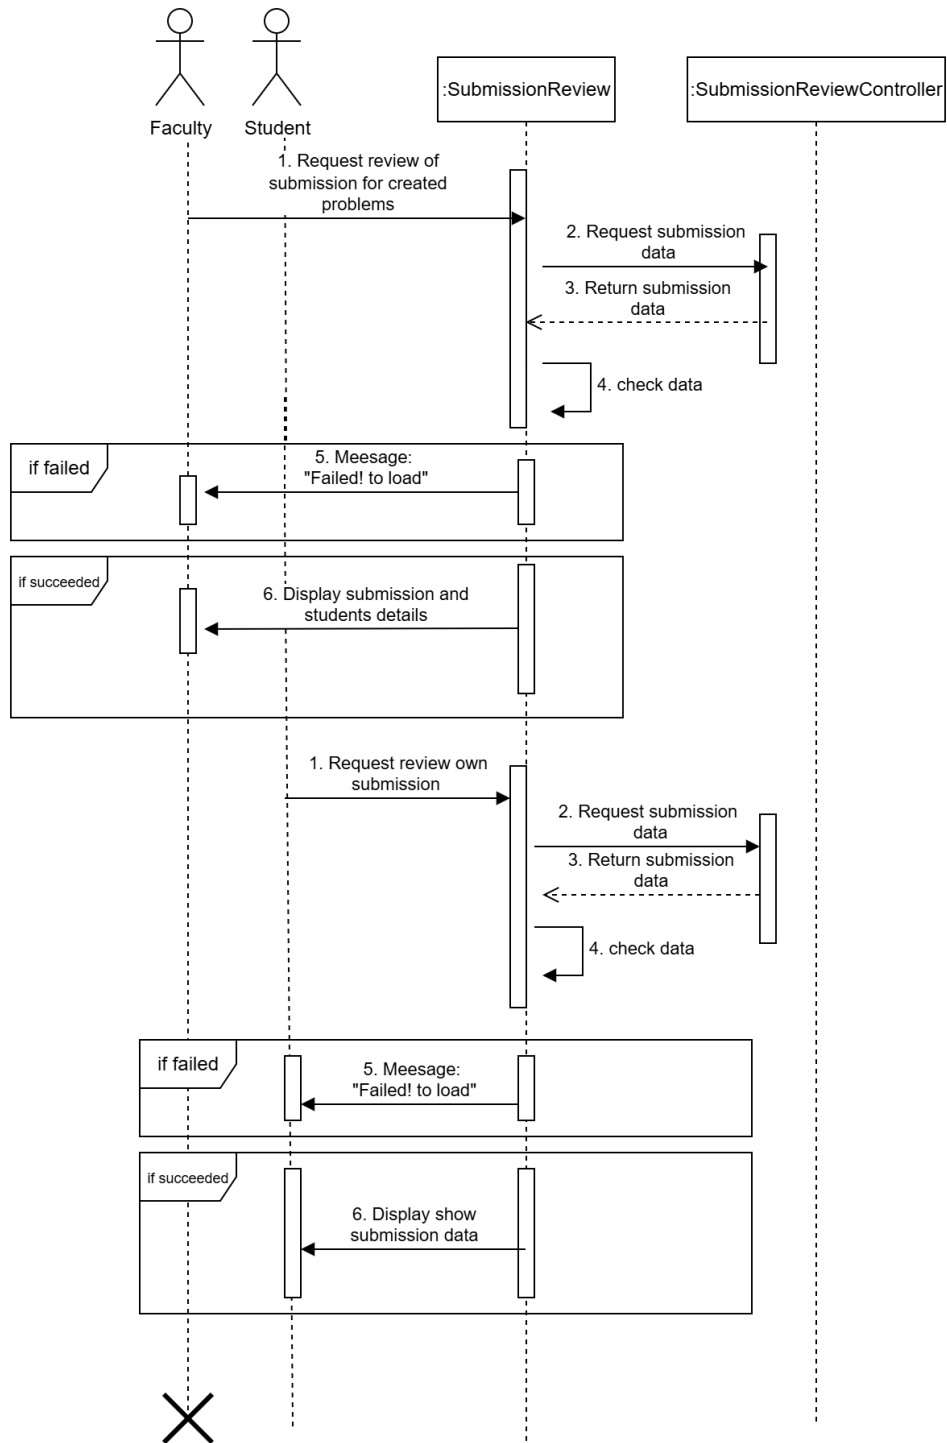 Faculty
Student
:SubmissionReview
:SubmissionReviewController
1. Request review of
submission for created
problems
2. Request submission
data
3. Return submission
data
4. check data
if failed
5. Meesage:
"Failed! to load"
if succeeded
6. Display submission and
students details
1. Request review own
submission
2. Request submission
data
3. Return submission
data
4. check data
if failed
5. Meesage:
"Failed! to load"
if succeeded
6. Display show
submission data